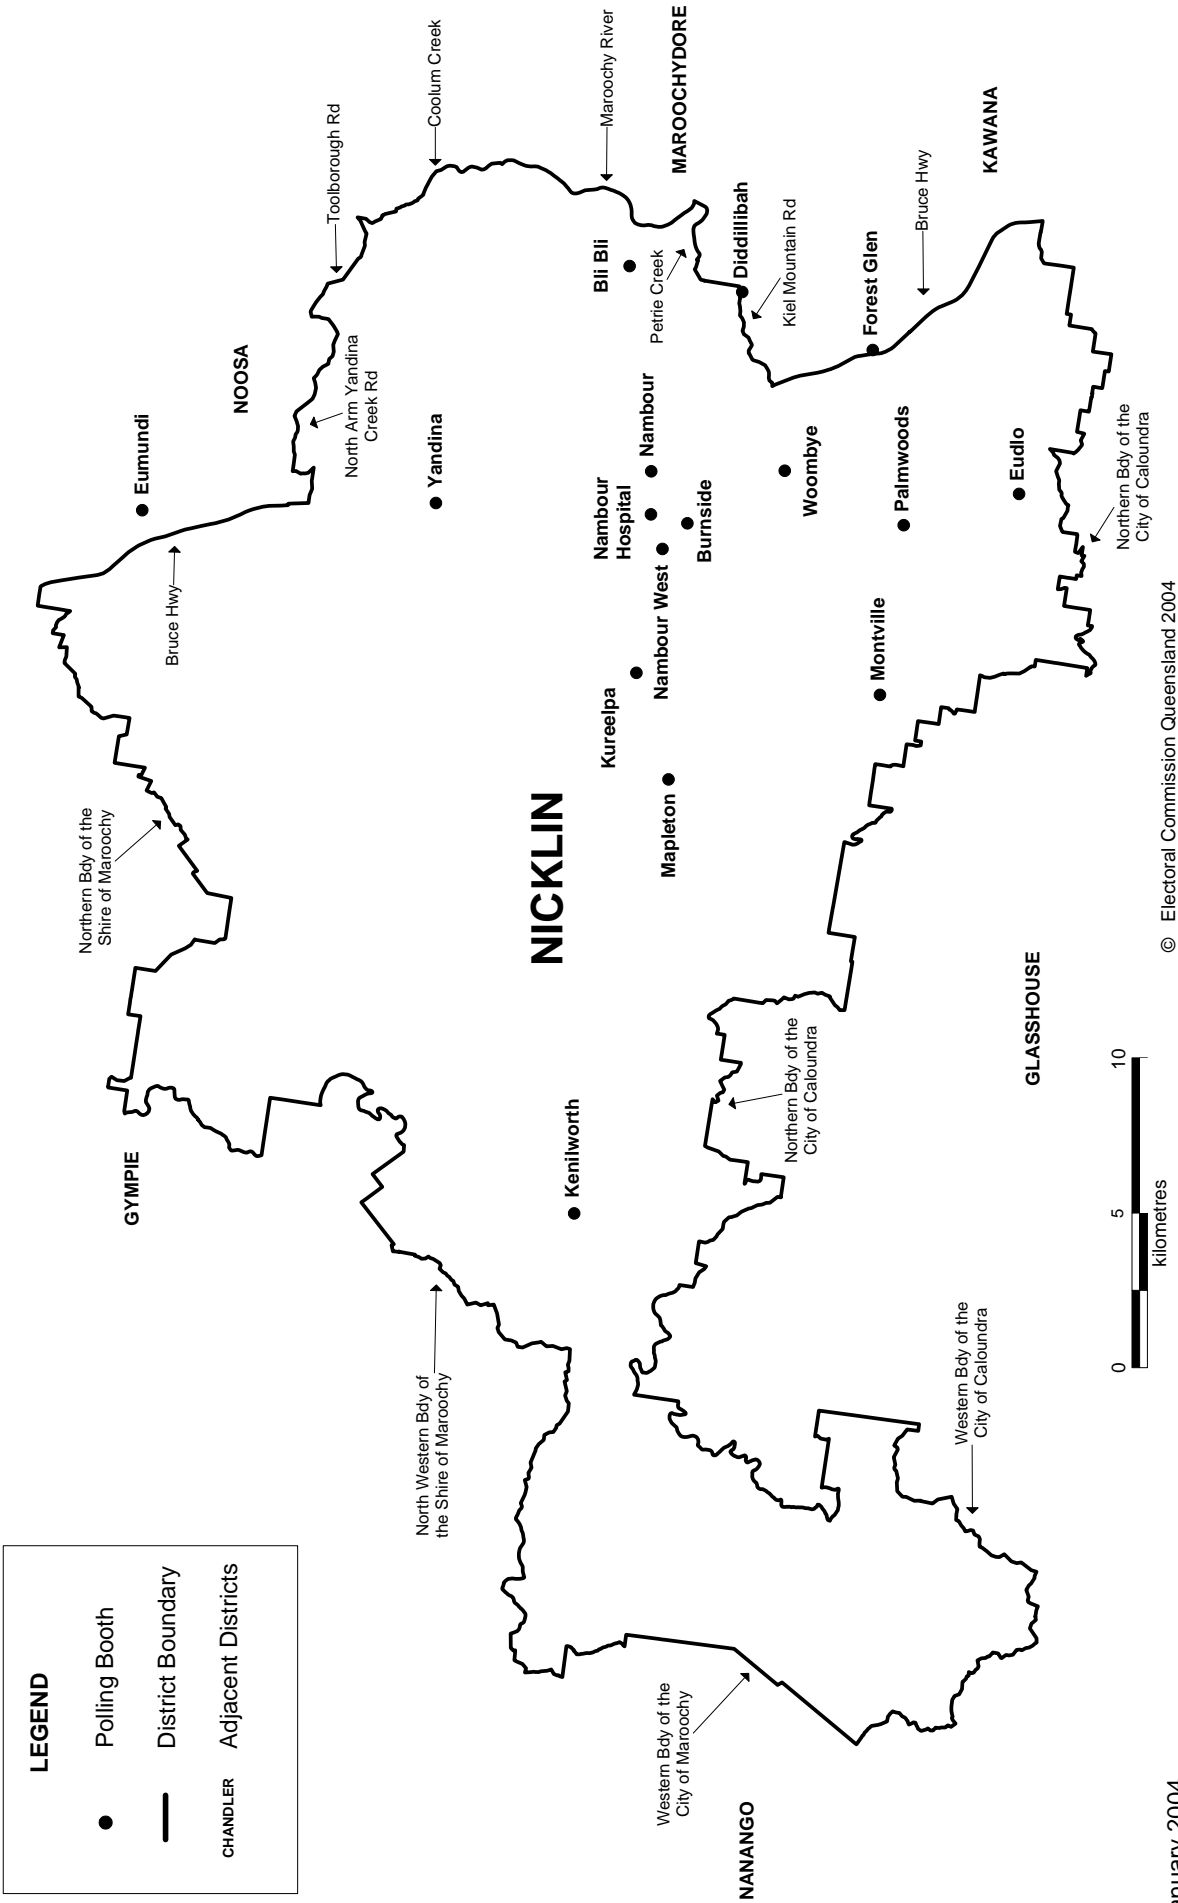 LEGEND
Polling Booth
District Boundary
CHANDLER
Adjacent Districts
GYMPIE
NOOSA
MAROOCHYDORE
KAWANA
GLASSHOUSE
NANANGO
NICKLIN
Northern Bdy of the
Shire of Maroochy
Bruce Hwy
Eumundi
North Arm Yandina
Creek Rd
Toolborough Rd
Coolum Creek
Maroochy River
Yandina
Bli Bli
Petrie Creek
Diddillibah
Kiel Mountain Rd
Forest Glen
Bruce Hwy
Nambour
Nambour
Hospital
Burnside
Nambour West
Kureelpa
Mapleton
Woombye
Palmwoods
Montville
Eudlo
Northern Bdy of the
City of Caloundra
Kenilworth
Northern Bdy of the
City of Caloundra
North Western Bdy of
the Shire of Maroochy
Western Bdy of the
City of Caloundra
Western Bdy of the
City of Maroochy
0
5
10
kilometres
© Electoral Commission Queensland 2004
2004